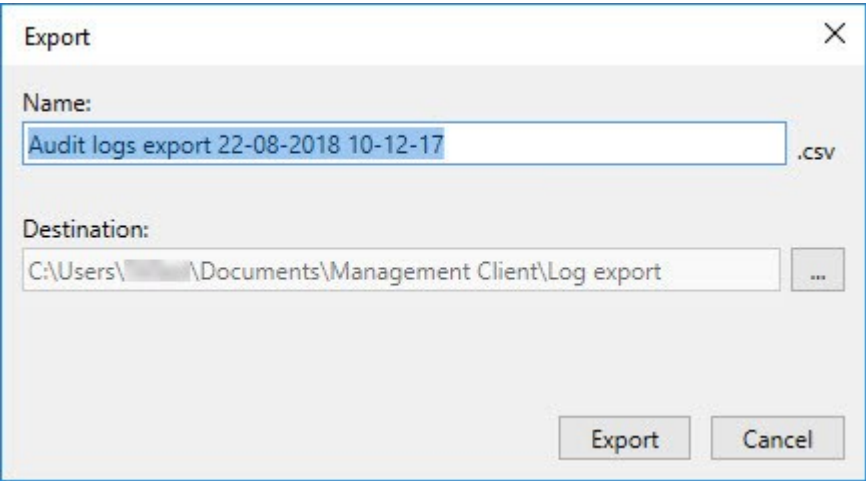 Export
Name:
Audit logs export 22-08-2018 10-12-17 .csv
Destination:
C:\Users\ \Documents\Management Client\Log export ...
Export Cancel